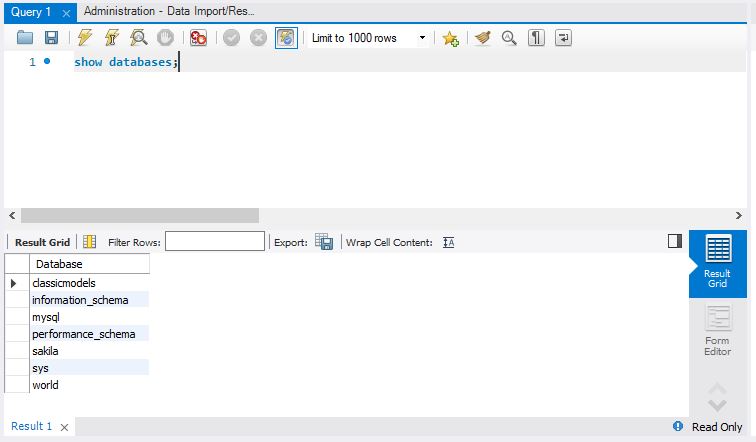 Query 1 Administration - Data Import/Res...
Limit to 1000 rows
1 show databases;
Result Grid Filter Rows: Export: Wrap Cell Content: IA
Database
classicmodels
information_schema
mysql
performance_schema
sakila
sys
world
Result
Grid
Form
Editor
Result 1 Read Only